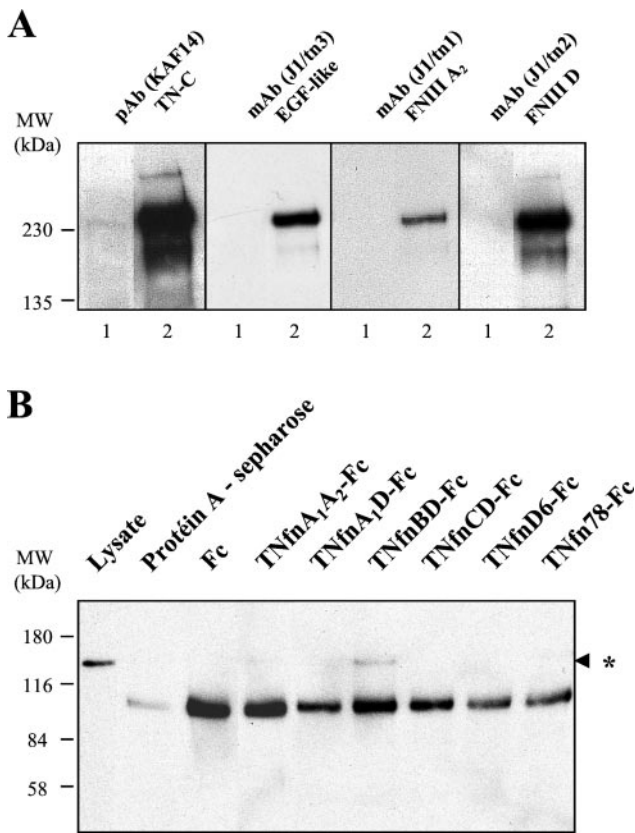 A
pAb (KAF14)
TN-C
mAb (J1/tn3)
EGF-like
mAb (J1/tn1)
FNIII A₂
mAb (J1/tn2)
FNIII D
MW
(kDa)
230
135
1 2 1 2 1 2 1 2
B
Lysate
Protéin A - sepharose
Fc
TNfnA₁A₂-Fc
TNfnA₁D-Fc
TNfnBD-Fc
TNfnCD-Fc
TNfnD6-Fc
TNfn78-Fc
MW
(kDa)
180
*
116
84
58